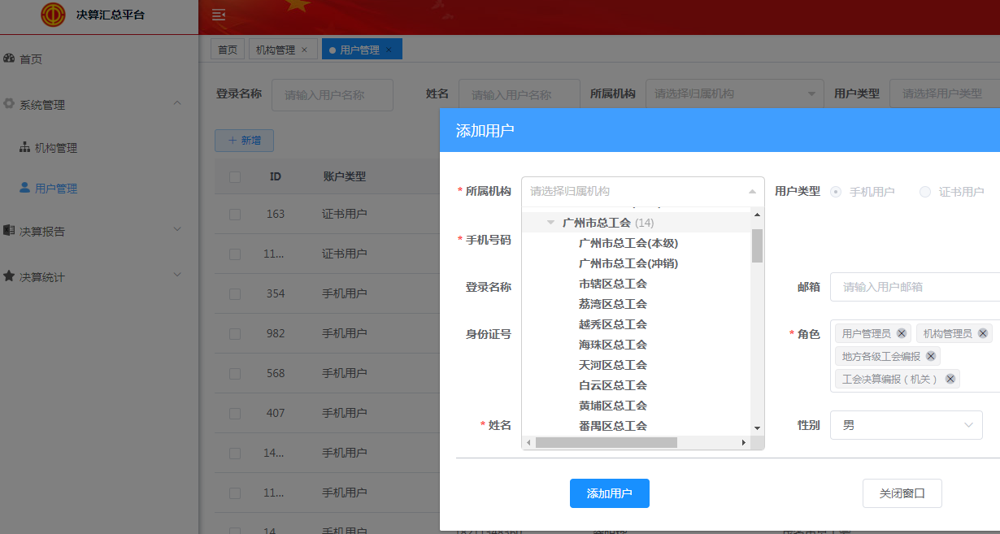 决算汇总平台
首页
系统管理
机构管理
用户管理
决算报告
决算统计
首页 机构管理 × 用户管理 ×
登录名称 请输入用户名称 姓名 请输入用户名称 所属机构 请选择归属机构 用户类型 请选择用户类型
+ 新增
ID 账户类型
163 证书用户
11... 证书用户
354 手机用户
982 手机用户
568 手机用户
407 手机用户
14... 手机用户
11... 手机用户
14... 手机用户
添加用户
* 所属机构 请选择归属机构 用户类型 手机用户 证书用户
* 手机号码
登录名称
身份证号
* 姓名
广州市总工会 (14)
广州市总工会(本级)
广州市总工会(冲销)
市辖区总工会
荔湾区总工会
越秀区总工会
海珠区总工会
天河区总工会
白云区总工会
黄埔区总工会
番禺区总工会
邮箱 请输入用户邮箱
* 角色 用户管理员 机构管理员
地方各级工会编报
工会决算编报（机关）
性别 男
添加用户 关闭窗口